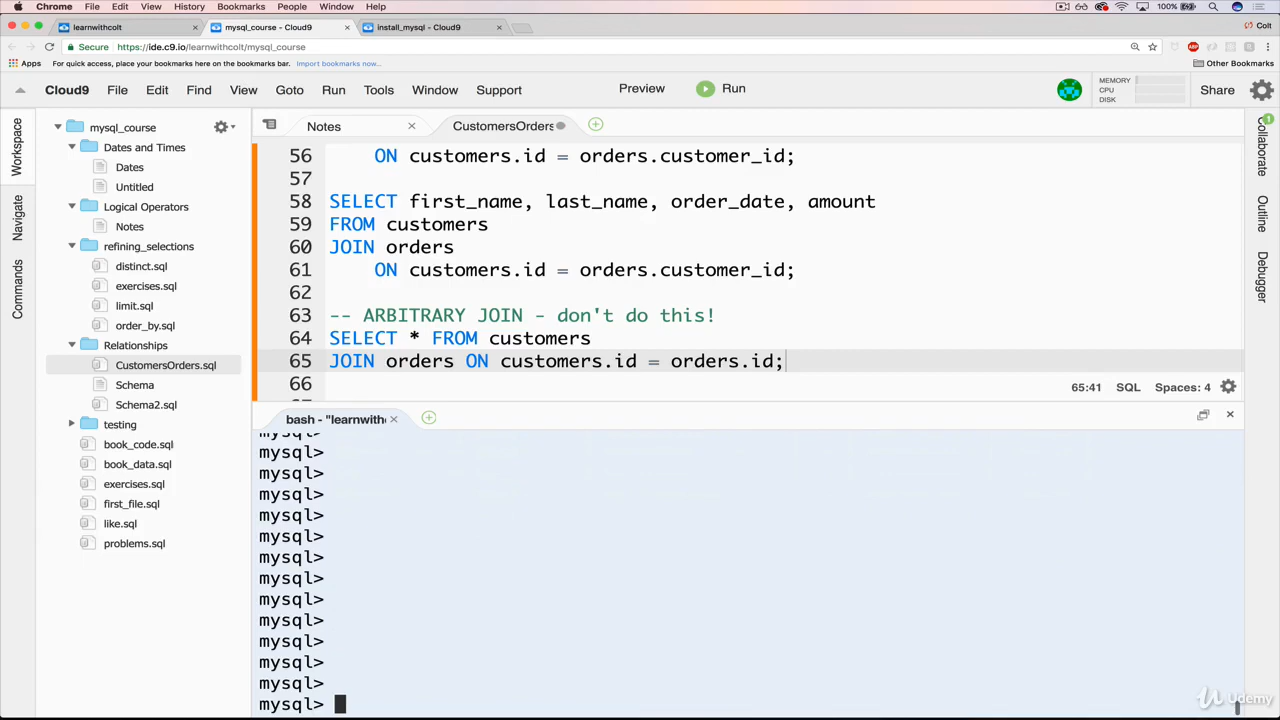 Chrome File Edit View History Bookmarks People Window Help 100%
learnwithcolt × mysql_course - Cloud9 × install_mysql - Cloud9 × Colt
Secure https://ide.c9.io/learnwithcolt/mysql_course ABP
Apps For quick access, place your bookmarks here on the bookmarks bar. Import bookmarks now... Other Bookmarks
Cloud9 File Edit Find View Goto Run Tools Window Support Preview Run MEMORY CPU DISK Share
Workspace
Navigate
Commands
mysql_course
Dates and Times
Dates
Untitled
Logical Operators
Notes
refining_selections
distinct.sql
exercises.sql
limit.sql
order_by.sql
Relationships
CustomersOrders.sql
Schema
Schema2.sql
testing
book_code.sql
book_data.sql
exercises.sql
first_file.sql
like.sql
problems.sql
Notes × CustomersOrders
56 ON customers.id = orders.customer_id;
57
58 SELECT first_name, last_name, order_date, amount
59 FROM customers
60 JOIN orders
61 ON customers.id = orders.customer_id;
62
63 -- ARBITRARY JOIN - don't do this!
64 SELECT * FROM customers
65 JOIN orders ON customers.id = orders.id;
66
65:41 SQL Spaces: 4
bash - "learnwith ×
mysql>
mysql>
mysql>
mysql>
mysql>
mysql>
mysql>
mysql>
mysql>
mysql>
mysql>
mysql>
mysql>
mysql>
Collaborate 1
Outline
Debugger
Udemy